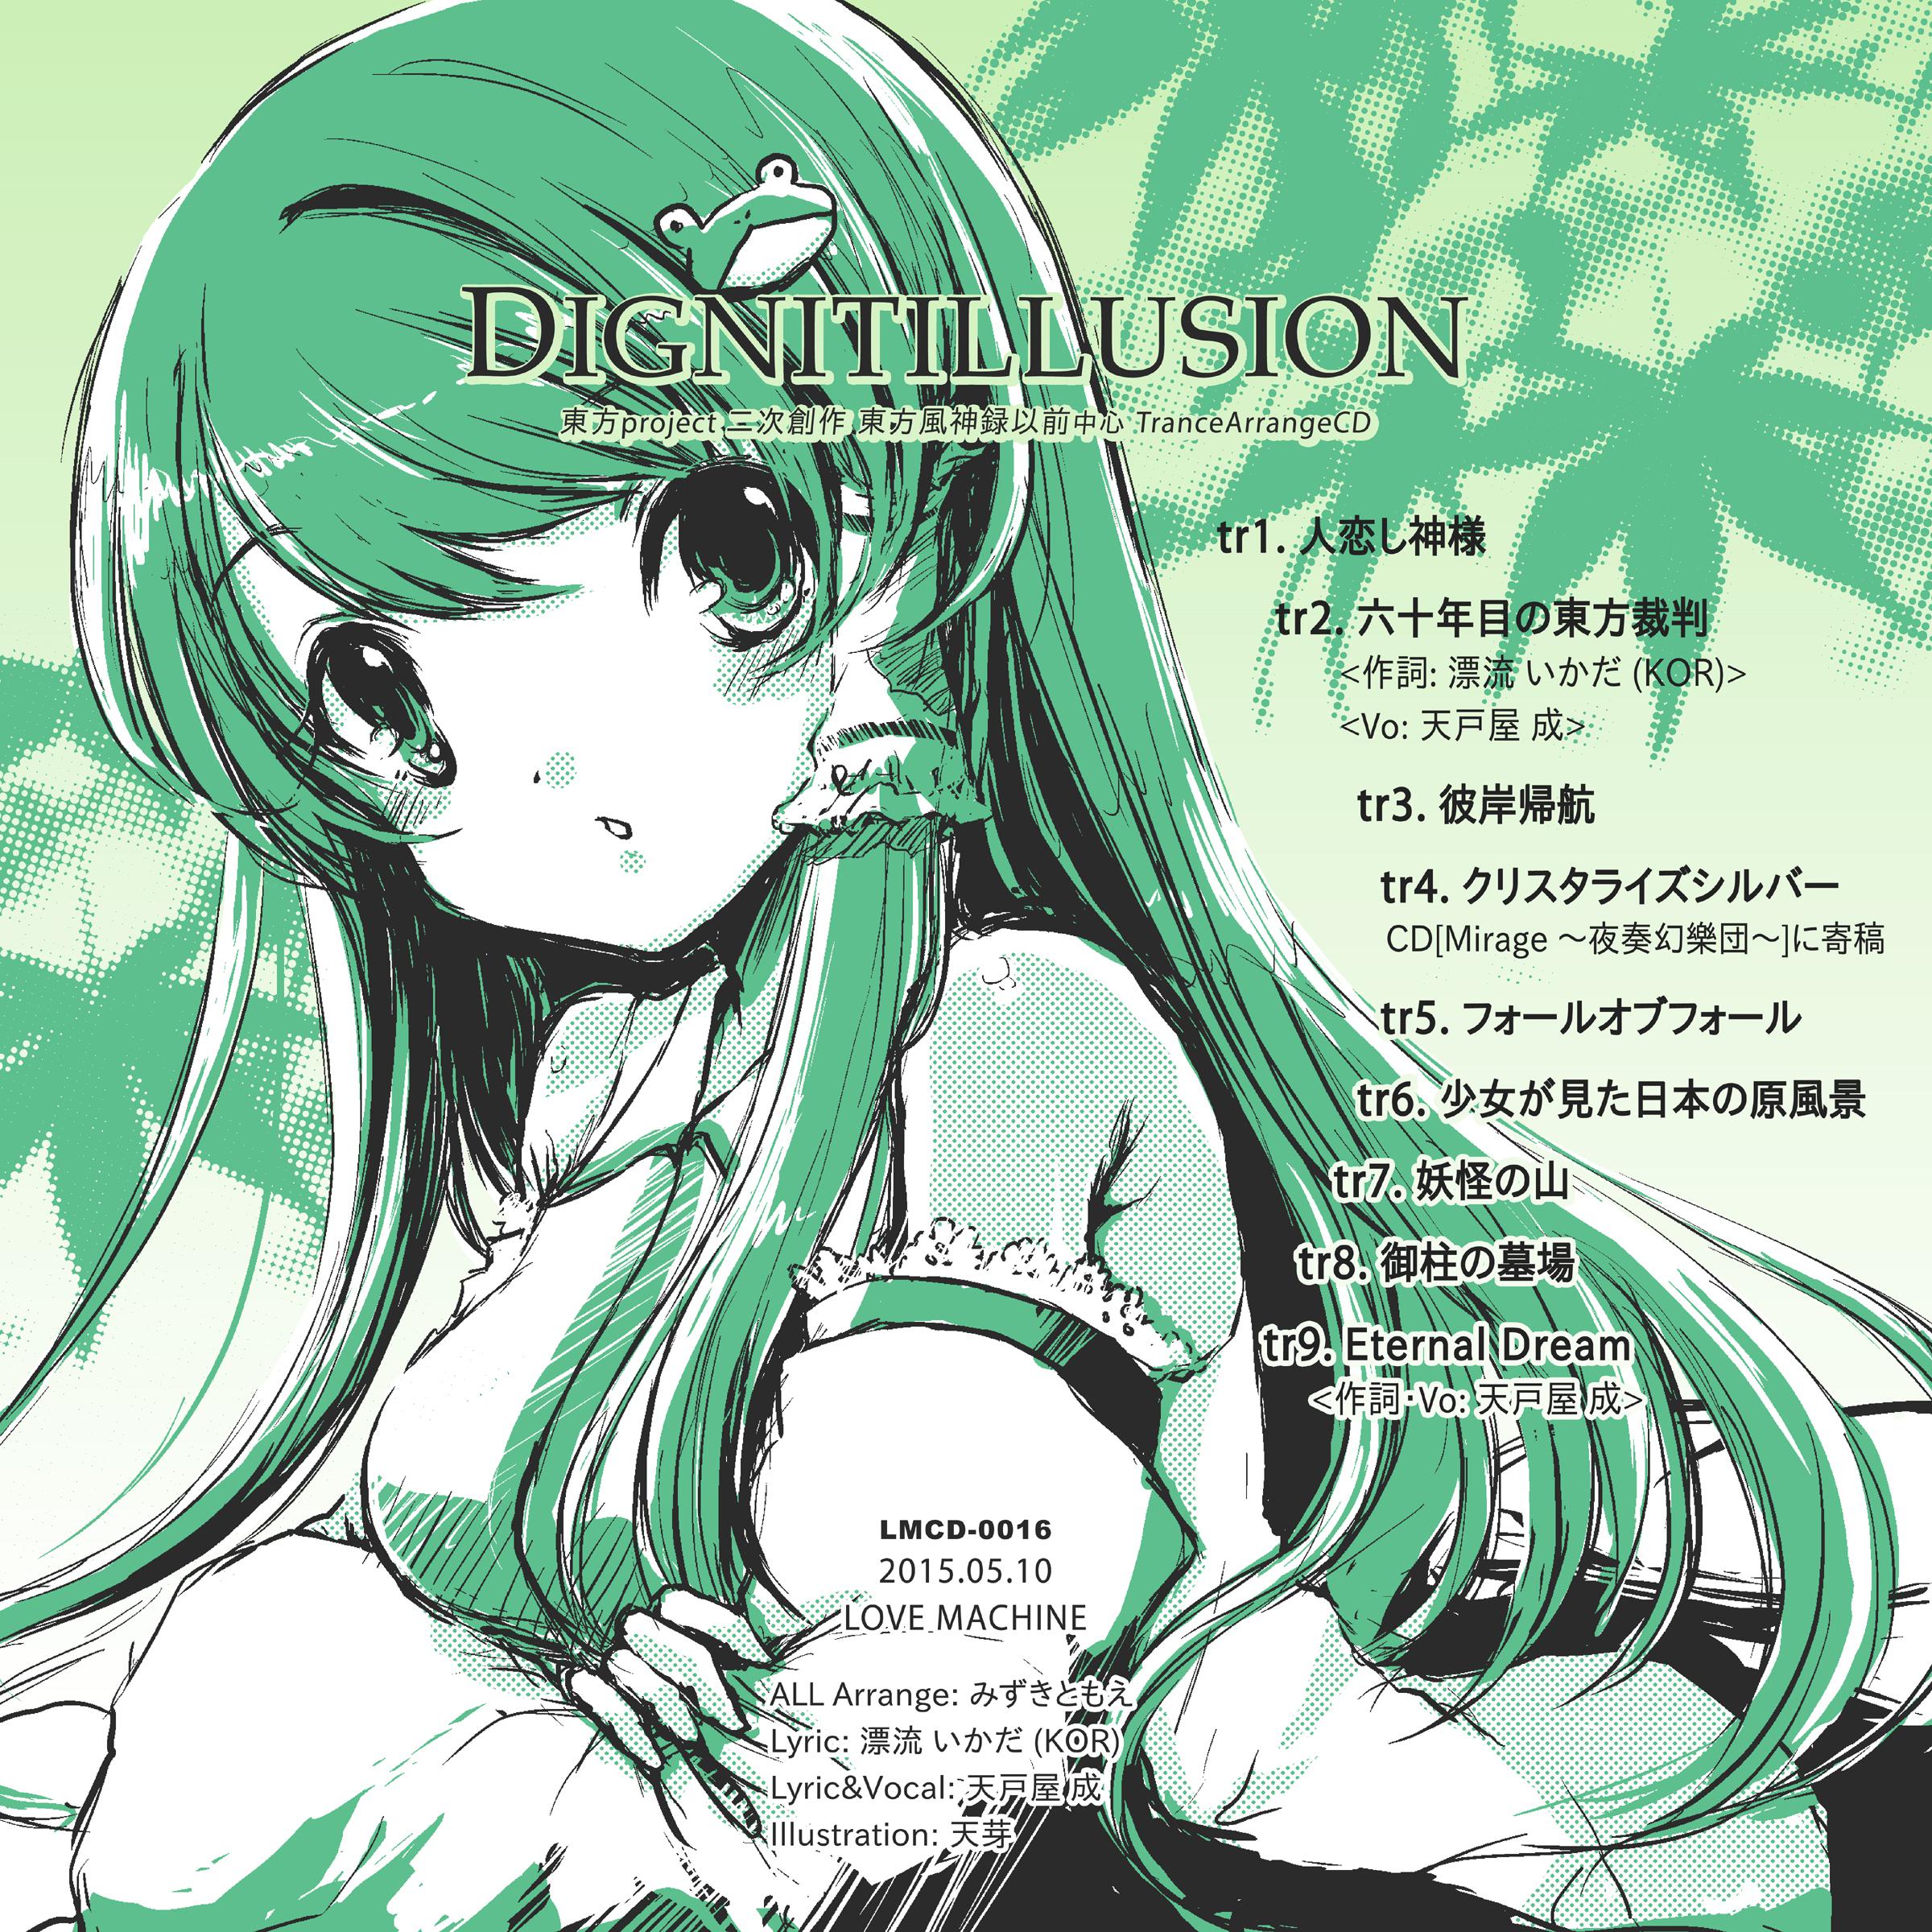 DIGNITILLUSION
東方project 二次創作 東方風神録以前中心 TranceArrangeCD
tr1. 人恋し神様
tr2. 六十年目の東方裁判
<作詞: 漂流 いかだ (KOR)>
<Vo: 天戸屋 成>
tr3. 彼岸帰航
tr4. クリスタライズシルバー
CD[Mirage ～夜奏幻樂団～]に寄稿
tr5. フォールオブフォール
tr6. 少女が見た日本の原風景
tr7. 妖怪の山
tr8. 御柱の墓場
tr9. Eternal Dream
<作詞･Vo: 天戸屋 成>
LMCD-0016
2015.05.10
LOVE MACHINE
ALL Arrange: みずきともえ
Lyric: 漂流 いかだ (KOR)
Lyric&Vocal: 天戸屋 成
Illustration: 天芽